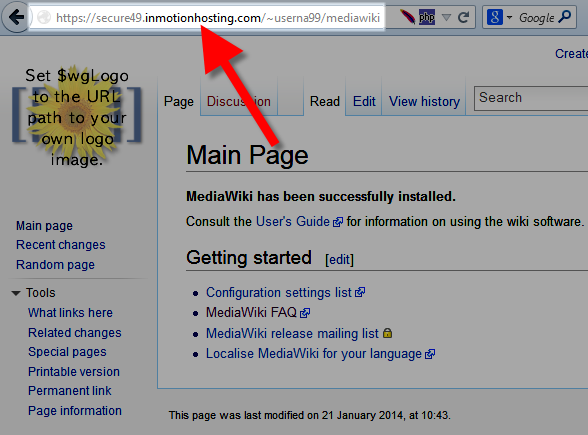 https://secure49.inmotionhosting.com/~userna99/mediawiki
php
Google
Create
Set $wgLogo
to the URL
path to your
own logo
image.
Page
Discussion
Read
Edit
View history
Search
Main Page
MediaWiki has been successfully installed.
Consult the User's Guide for information on using the wiki software.
Getting started [edit]
Configuration settings list
MediaWiki FAQ
MediaWiki release mailing list
Localise MediaWiki for your language
Main page
Recent changes
Random page
Tools
What links here
Related changes
Special pages
Printable version
Permanent link
Page information
This page was last modified on 21 January 2014, at 10:43.